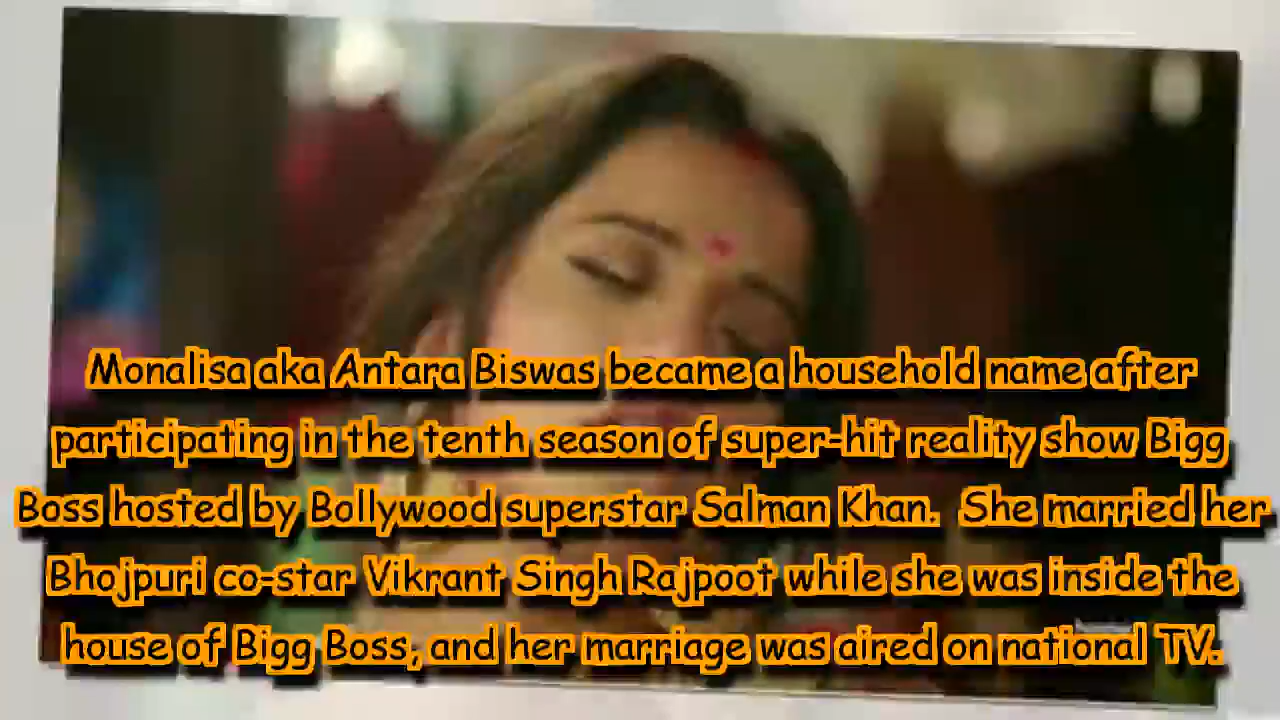 Monalisa aka Antara Biswas became a household name after
participating in the tenth season of super-hit reality show Bigg
Boss hosted by Bollywood superstar Salman Khan.  She married her
Bhojpuri co-star Vikrant Singh Rajpoot while she was inside the
house of Bigg Boss, and her marriage was aired on national TV.